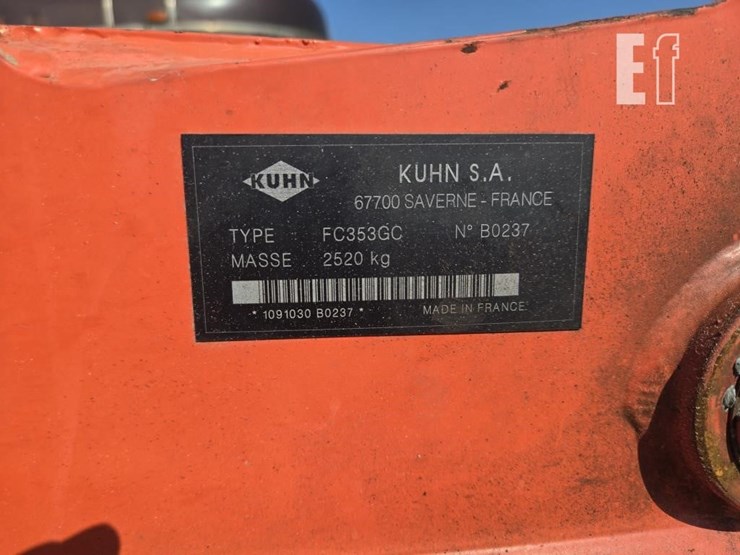 Ef
KUHN
KUHN S.A.
67700 SAVERNE - FRANCE
TYPE FC353GC N° B0237
MASSE 2520 kg
* 1091030 B0237 * MADE IN FRANCE